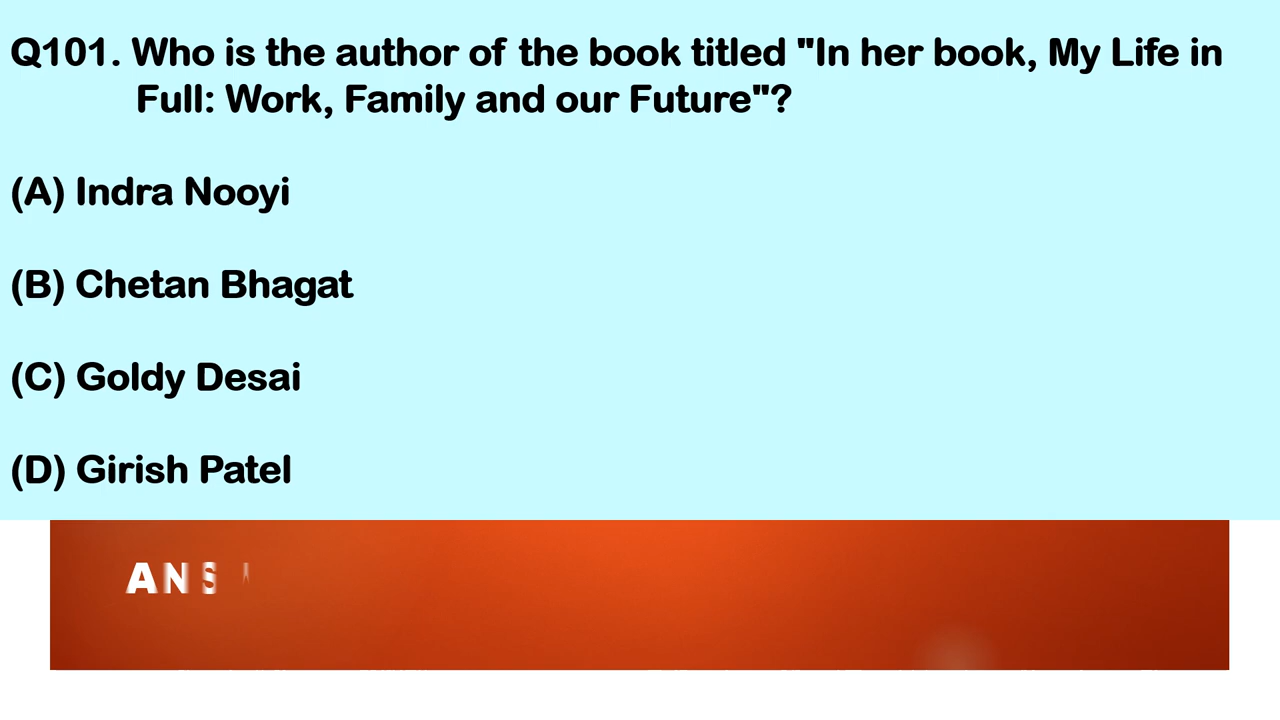 Q101. Who is the author of the book titled "In her book, My Life in
Full: Work, Family and our Future"?
(A) Indra Nooyi
(B) Chetan Bhagat
(C) Goldy Desai
(D) Girish Patel
ANS